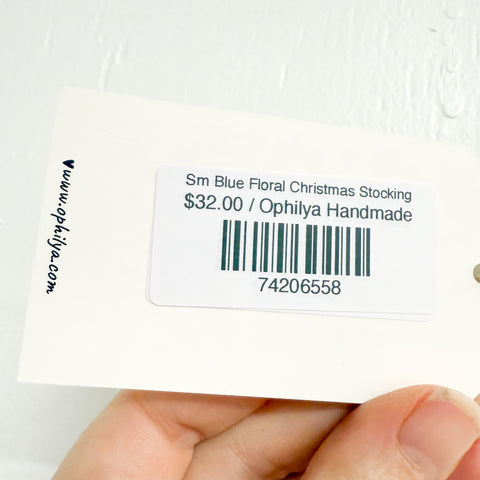 Sm Blue Floral Christmas Stocking
$32.00 / Ophilya Handmade
74206558
♥www.ophilya.com